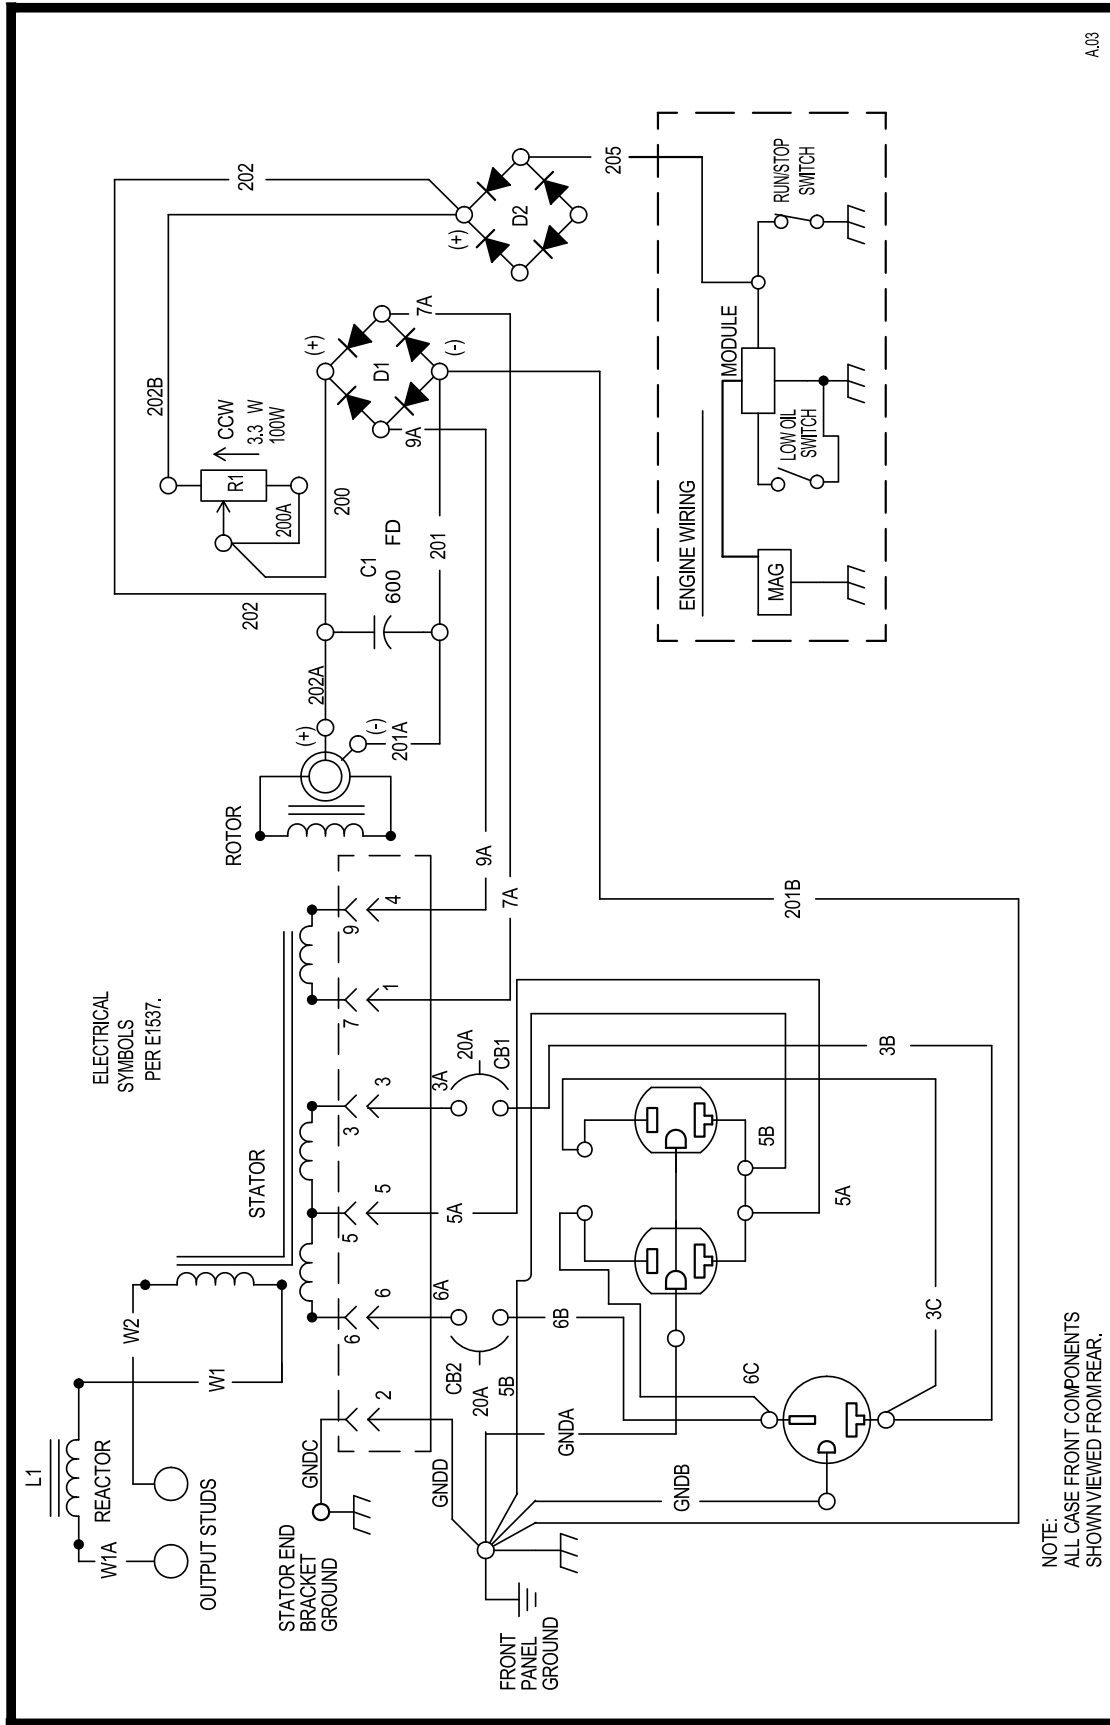 L1
REACTOR
W1A
OUTPUT STUDS
W2
W1
STATOR END
BRACKET
GROUND
GNDC
GNDD
FRONT
PANEL
GROUND
ELECTRICAL
SYMBOLS
PER E1537.
STATOR
ROTOR
2
6
6
5
5
3
3
7
1
9
4
6A
CB2
20A
5B
6B
5A
3A
20A
CB1
GNDA
GNDB
6C
3C
5A
5B
3B
7A
9A
201B
(+)
(-)
202A
201A
202
C1
600 FD
200
201
200A
R1
CCW
3.3 W
100W
202B
202
9A
7A
(+)
(-)
D1
(+)
D2
205
ENGINE WIRING
MAG
MODULE
LOW OIL
SWITCH
RUN/STOP
SWITCH
NOTE:
ALL CASE FRONT COMPONENTS
SHOWN VIEWED FROM REAR.
A.03